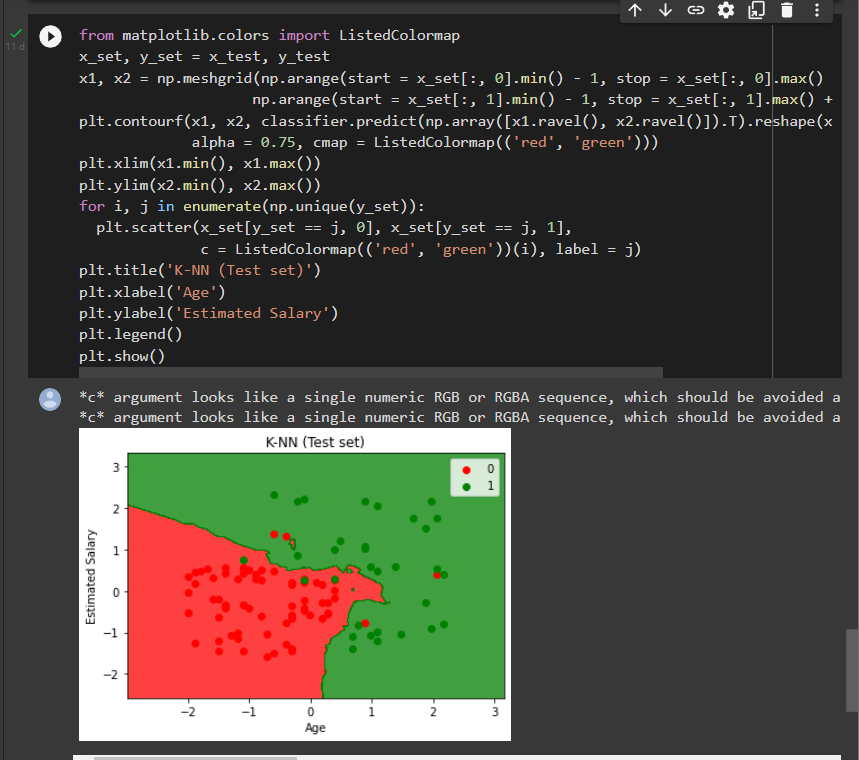 11 d
from matplotlib.colors import ListedColormap
x_set, y_set = x_test, y_test
x1, x2 = np.meshgrid(np.arange(start = x_set[:, 0].min() - 1, stop = x_set[:, 0].max()
np.arange(start = x_set[:, 1].min() - 1, stop = x_set[:, 1].max() +
plt.contourf(x1, x2, classifier.predict(np.array([x1.ravel(), x2.ravel()]).T).reshape(x
alpha = 0.75, cmap = ListedColormap(('red', 'green')))
plt.xlim(x1.min(), x1.max())
plt.ylim(x2.min(), x2.max())
for i, j in enumerate(np.unique(y_set)):
plt.scatter(x_set[y_set == j, 0], x_set[y_set == j, 1],
c = ListedColormap(('red', 'green'))(i), label = j)
plt.title('K-NN (Test set)')
plt.xlabel('Age')
plt.ylabel('Estimated Salary')
plt.legend()
plt.show()
*c* argument looks like a single numeric RGB or RGBA sequence, which should be avoided a
*c* argument looks like a single numeric RGB or RGBA sequence, which should be avoided a
K-NN (Test set)
0
1
3
2
1
0
−1
−2
Estimated Salary
−2 −1 0 1 2 3
Age